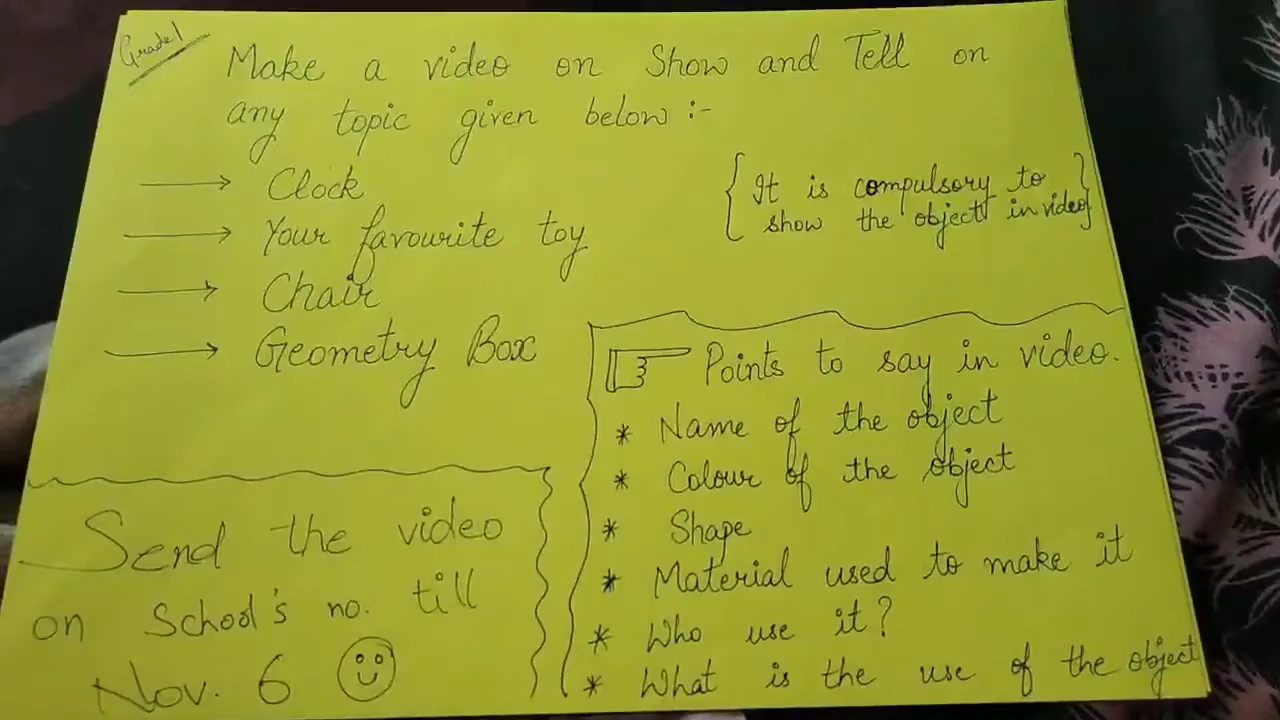 Grade 1
Make a video on Show and Tell on
any topic given below :-
→ Clock
→ Your favourite toy
→ Chair
→ Geometry Box
{ It is compulsory to
show the object in video }
Points to say in video.
* Name of the object
* Colour of the object
* Shape
* Material used to make it
* Who use it?
* What is the use of the object
Send the video
on School's no. till
Nov. 6